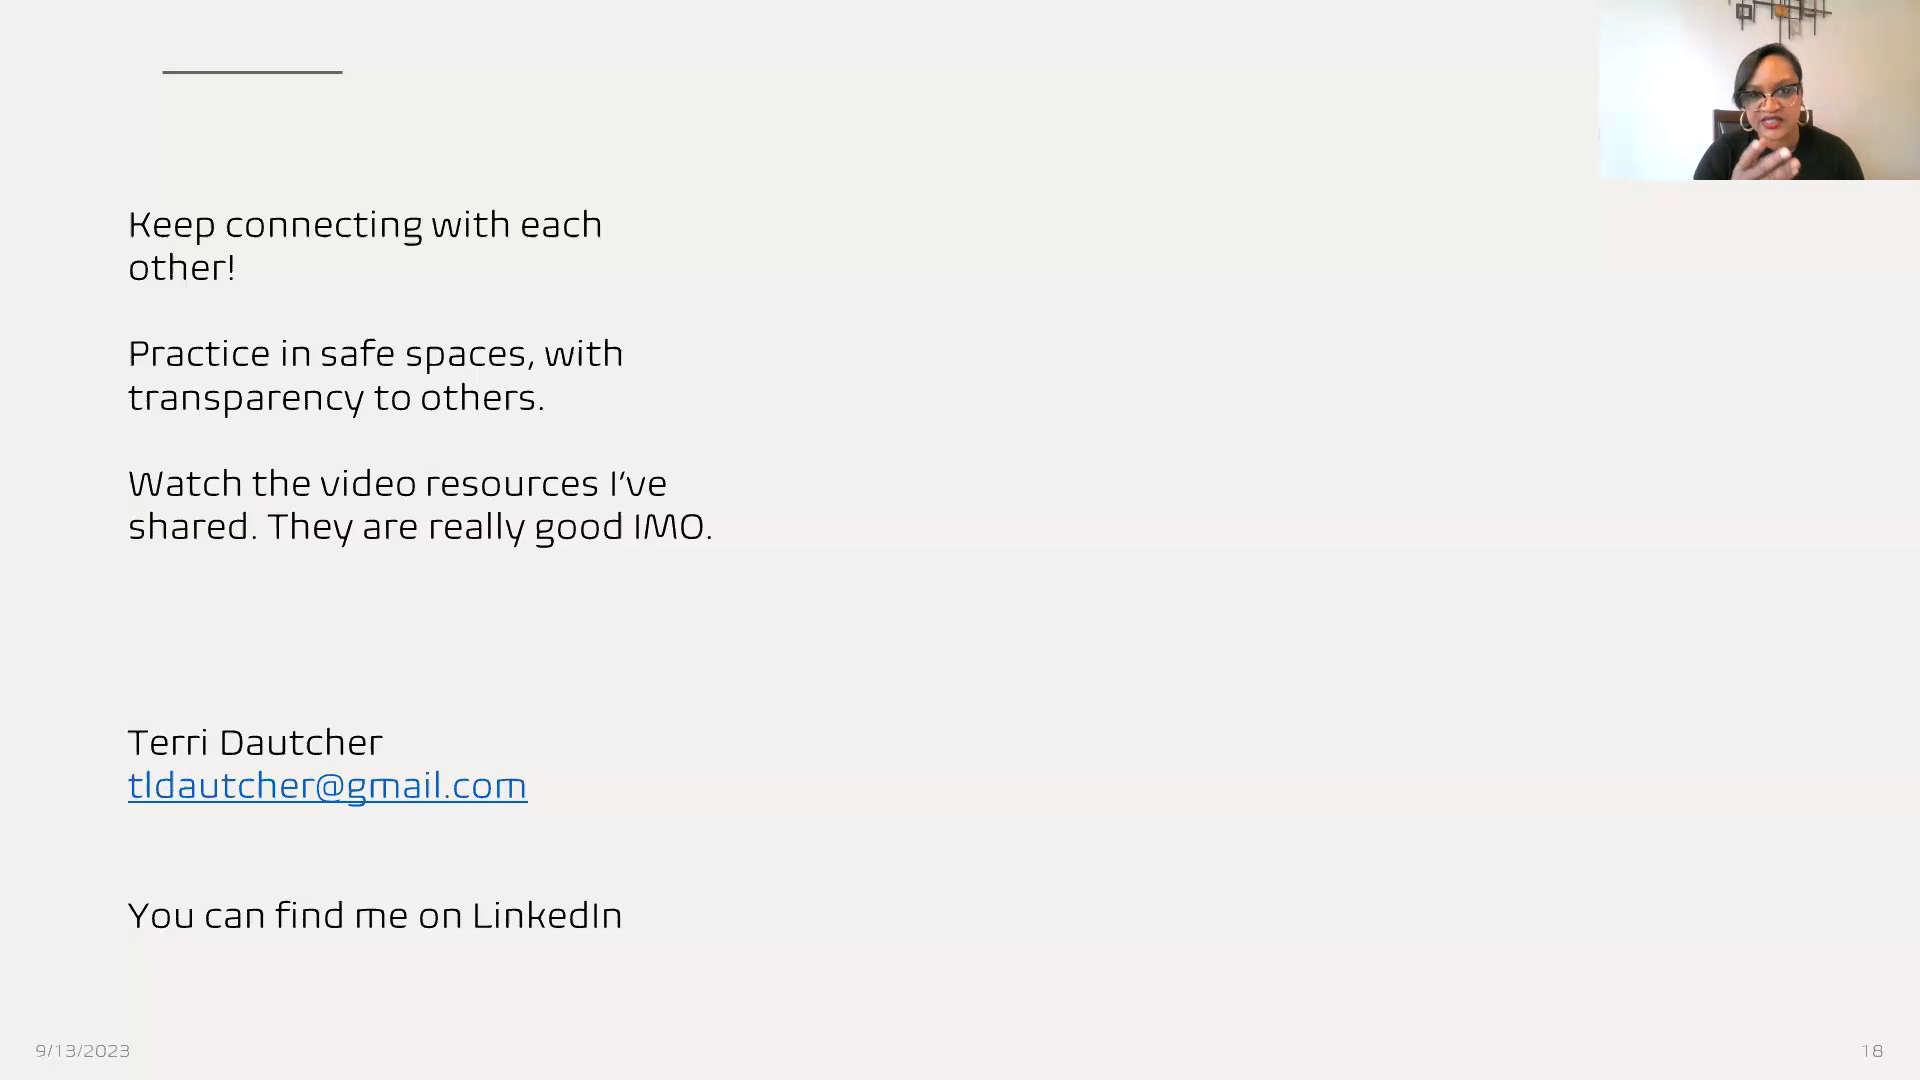 Keep connecting with each
other!
Practice in safe spaces, with
transparency to others.
Watch the video resources I’ve
shared. They are really good IMO.
Terri Dautcher
tldautcher@gmail.com
You can find me on LinkedIn
9/13/2023
18